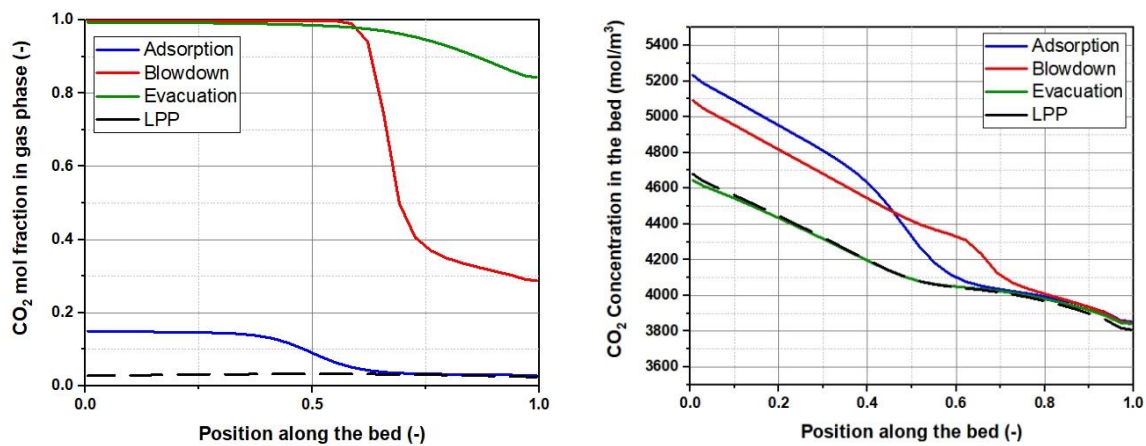 CO₂ mol fraction in gas phase (-)
1.0
0.8
0.6
0.4
0.2
0.0
Adsorption
Blowdown
Evacuation
LPP
0.0
0.5
1.0
Position along the bed (-)
CO₂ Concentration in the bed (mol/m³)
5400
5200
5000
4800
4600
4400
4200
4000
3800
3600
Adsorption
Blowdown
Evacuation
LPP
0.0
0.2
0.4
0.6
0.8
1.0
Position along the bed (-)